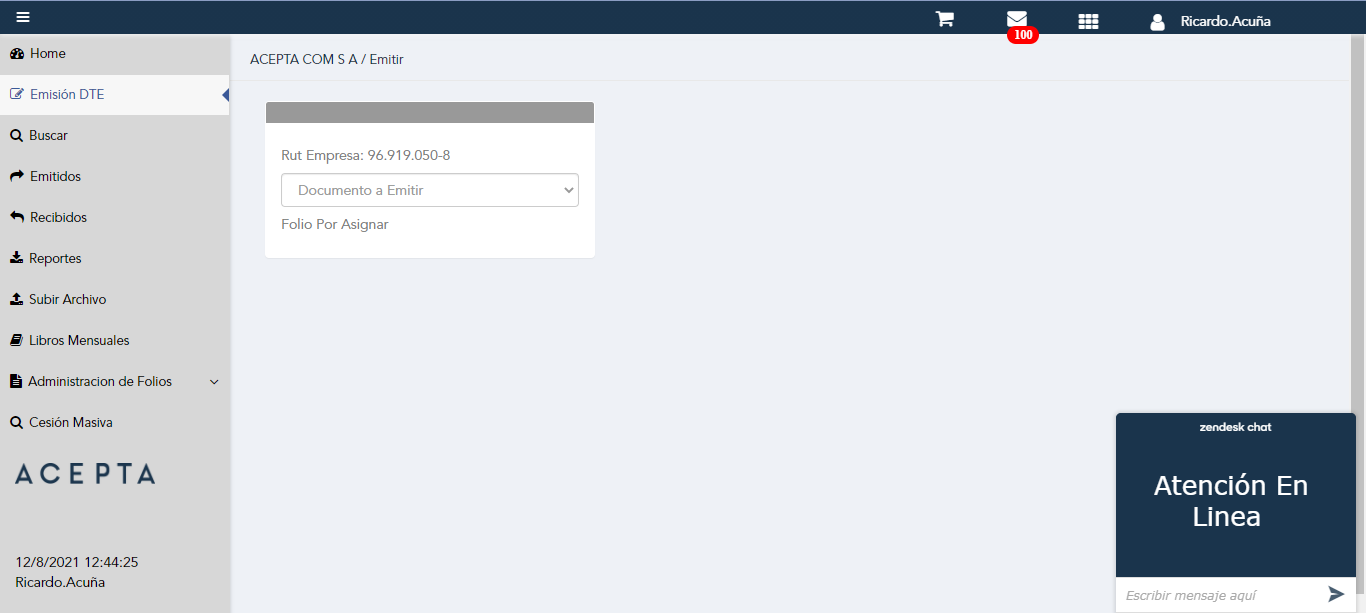 Ricardo.Acuña
100
Home
Emisión DTE
Buscar
Emitidos
Recibidos
Reportes
Subir Archivo
Libros Mensuales
Administracion de Folios
Cesión Masiva
ACEPTA
12/8/2021 12:44:25
Ricardo.Acuña
ACEPTA COM S A / Emitir
Rut Empresa: 96.919.050-8
Documento a Emitir
Folio Por Asignar
zendesk chat
Atención En
Linea
Escribir mensaje aquí